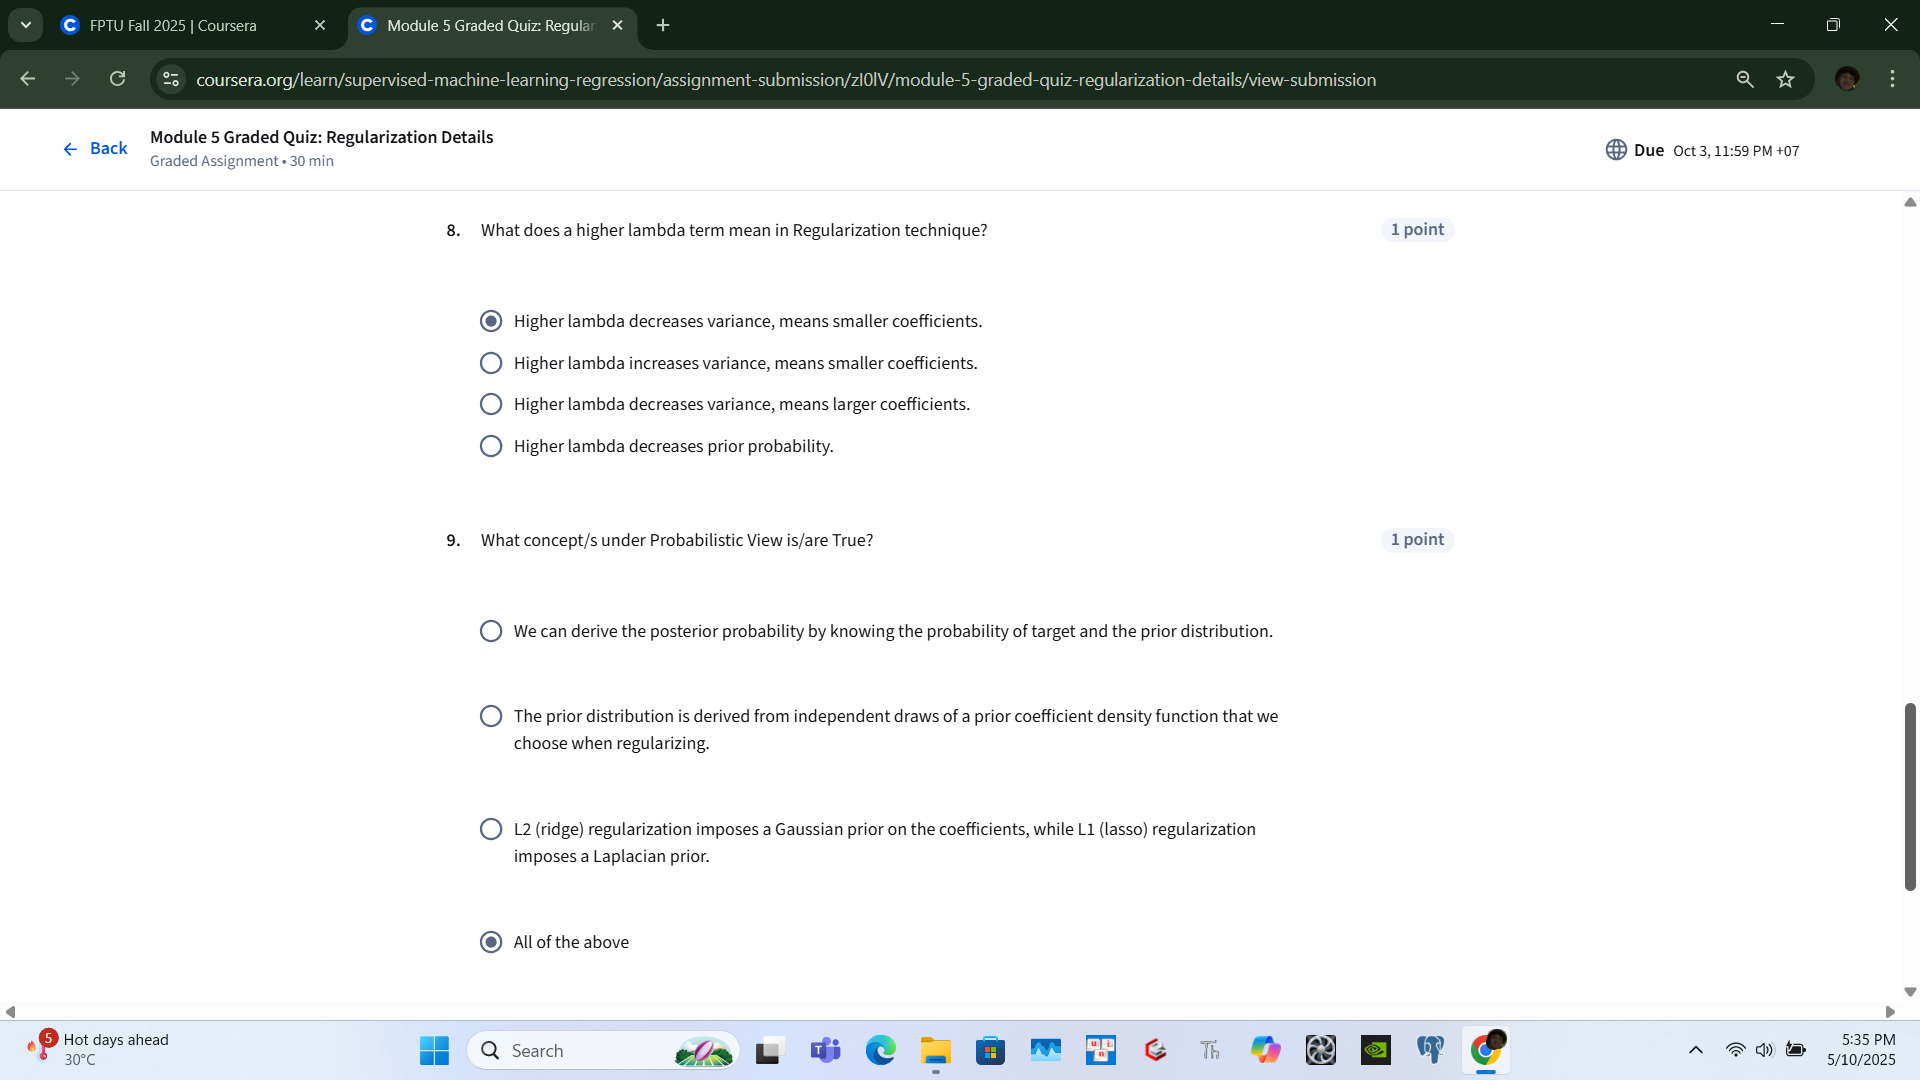 FPTU Fall 2025 | Coursera
Module 5 Graded Quiz: Regular
coursera.org/learn/supervised-machine-learning-regression/assignment-submission/zI0lV/module-5-graded-quiz-regularization-details/view-submission
Back
Module 5 Graded Quiz: Regularization Details
Graded Assignment • 30 min
Due Oct 3, 11:59 PM +07
8. What does a higher lambda term mean in Regularization technique?
1 point
Higher lambda decreases variance, means smaller coefficients.
Higher lambda increases variance, means smaller coefficients.
Higher lambda decreases variance, means larger coefficients.
Higher lambda decreases prior probability.
9. What concept/s under Probabilistic View is/are True?
1 point
We can derive the posterior probability by knowing the probability of target and the prior distribution.
The prior distribution is derived from independent draws of a prior coefficient density function that we
choose when regularizing.
L2 (ridge) regularization imposes a Gaussian prior on the coefficients, while L1 (lasso) regularization
imposes a Laplacian prior.
All of the above
5
Hot days ahead
30°C
Search
Th
5:35 PM
5/10/2025